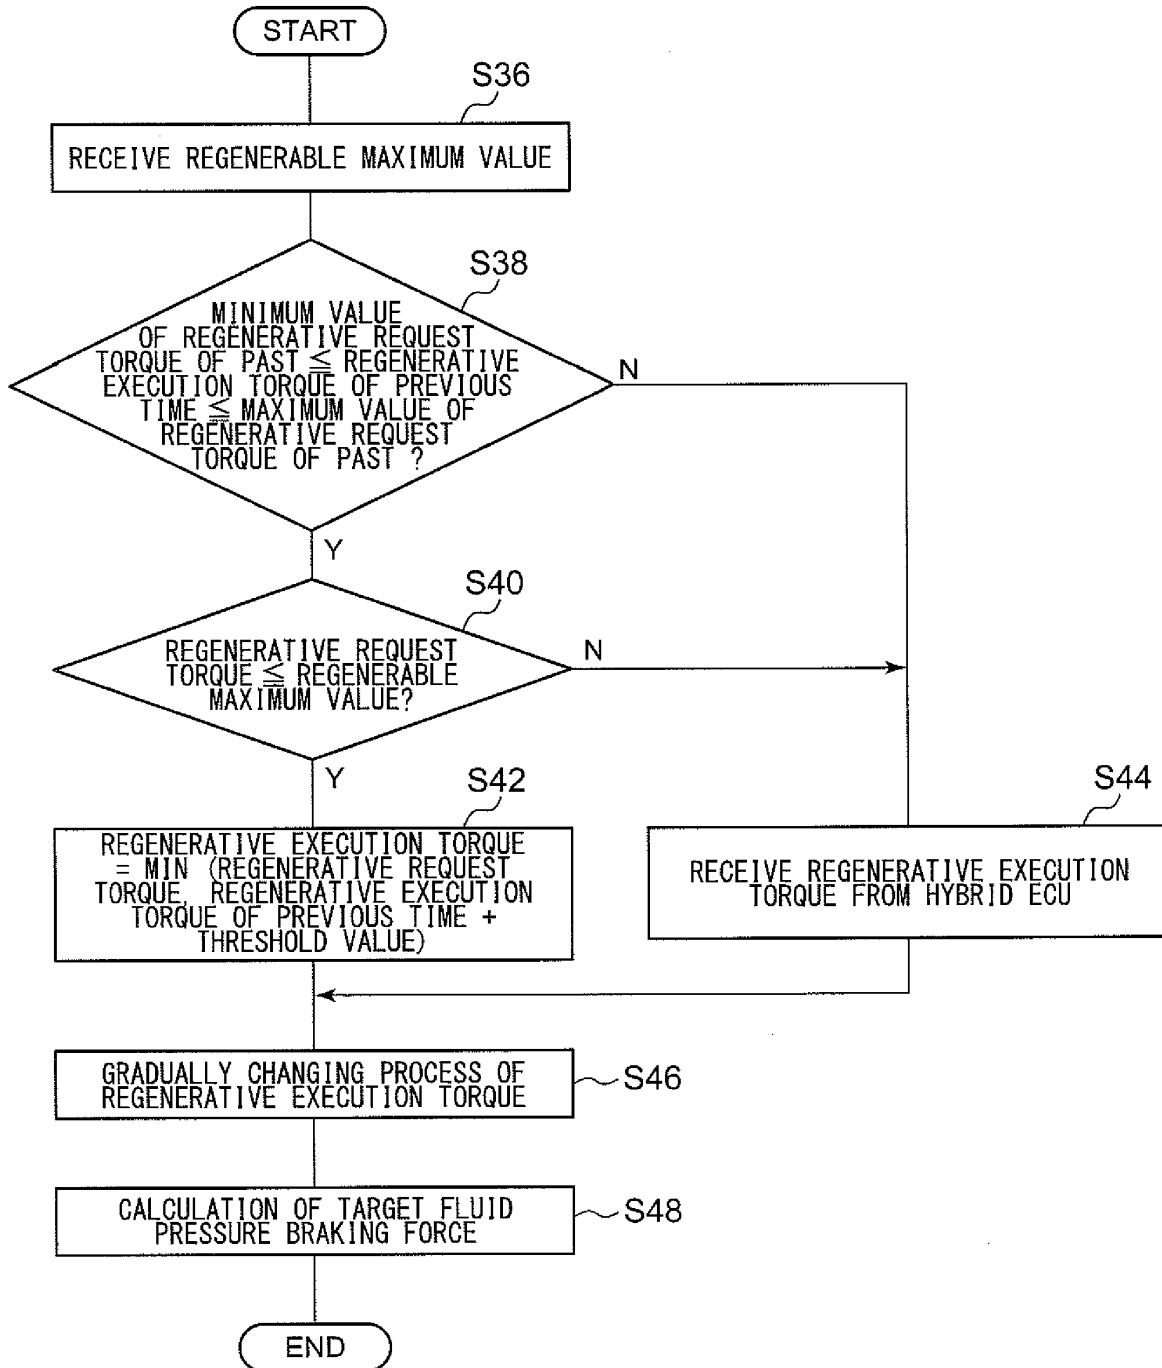 START
S36
RECEIVE REGENERABLE MAXIMUM VALUE
S38
MINIMUM VALUE
OF REGENERATIVE REQUEST
TORQUE OF PAST ≦ REGENERATIVE
EXECUTION TORQUE OF PREVIOUS
TIME ≦ MAXIMUM VALUE OF
REGENERATIVE REQUEST
TORQUE OF PAST ?
N
Y
S40
REGENERATIVE REQUEST
TORQUE ≦ REGENERABLE
MAXIMUM VALUE?
N
Y
S42
REGENERATIVE EXECUTION TORQUE
= MIN (REGENERATIVE REQUEST
TORQUE, REGENERATIVE EXECUTION
TORQUE OF PREVIOUS TIME +
THRESHOLD VALUE)
S44
RECEIVE REGENERATIVE EXECUTION
TORQUE FROM HYBRID ECU
GRADUALLY CHANGING PROCESS OF
REGENERATIVE EXECUTION TORQUE
S46
CALCULATION OF TARGET FLUID
PRESSURE BRAKING FORCE
S48
END